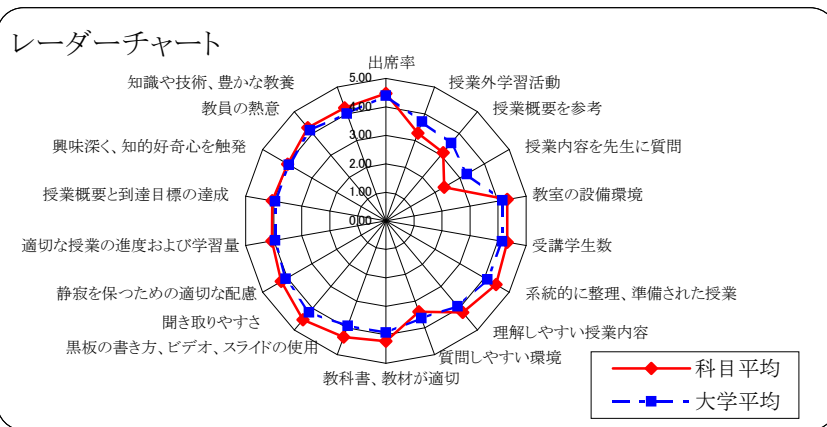 レーダーチャート
出席率
授業外学習活動
授業概要を参考
授業内容を先生に質問
教室の設備環境
受講学生数
系統的に整理、準備された授業
理解しやすい授業内容
質問しやすい環境
教科書、教材が適切
黒板の書き方、ビデオ、スライドの使用
聞き取りやすさ
静寂を保つための適切な配慮
適切な授業の進度および学習量
授業概要と到達目標の達成
興味深く、知的好奇心を触発
教員の熱意
知識や技術、豊かな教養
5.00
4.00
3.00
2.00
1.00
0.00
科目平均
大学平均